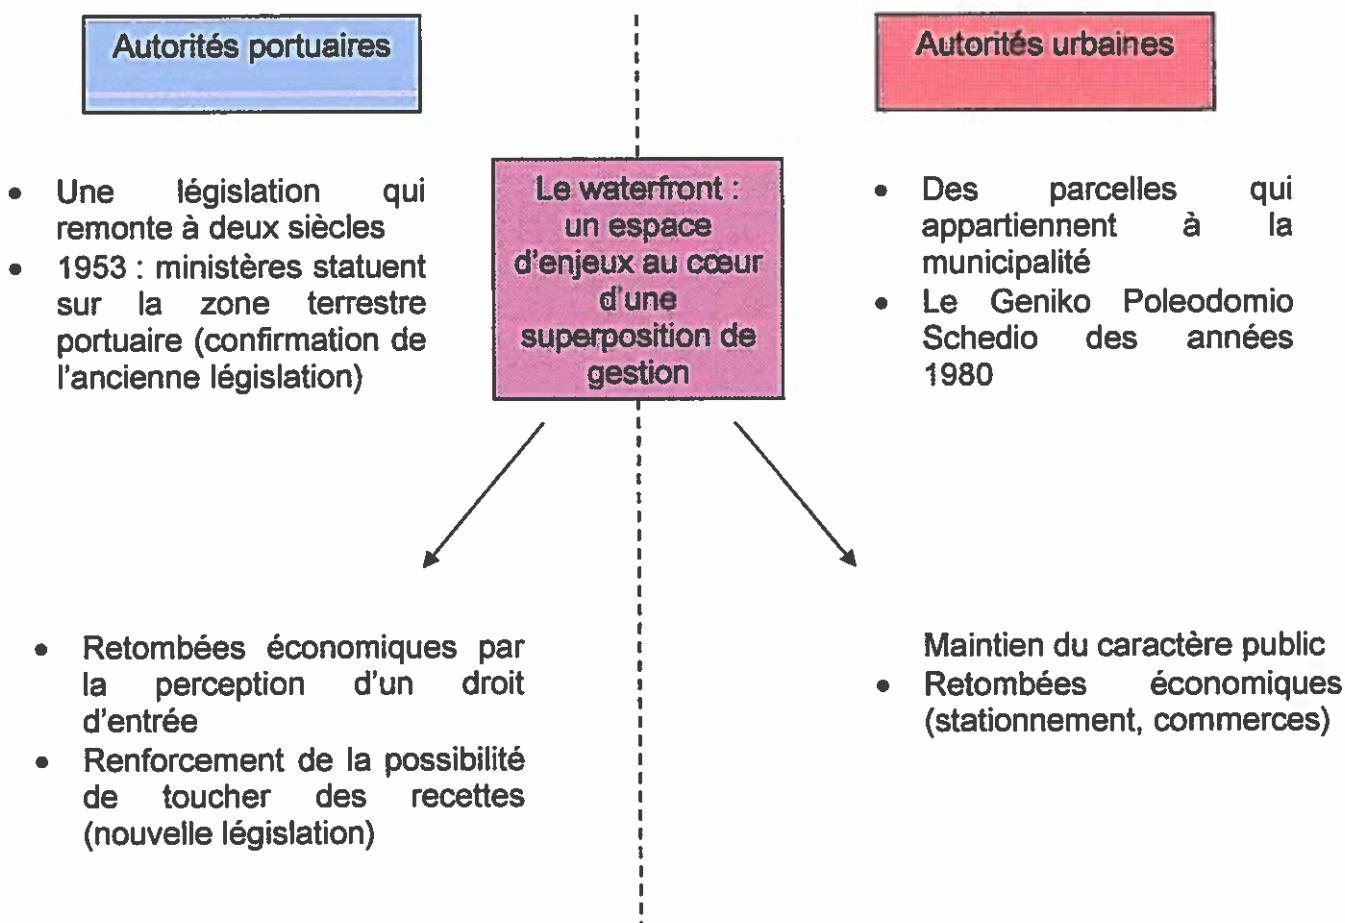 Autorités portuaires
Autorités urbaines
• Une législation qui
remonte à deux siècles
• 1953 : ministères statuent
sur la zone terrestre
portuaire (confirmation de
l'ancienne législation)
Le waterfront :
un espace
d'enjeux au cœur
d'une
superposition de
gestion
• Des parcelles qui
appartiennent à la
municipalité
• Le Geniko Poleodomio
Schedio des années
1980
• Retombées économiques par
la perception d'un droit
d'entrée
• Renforcement de la possibilité
de toucher des recettes
(nouvelle législation)
Maintien du caractère public
• Retombées économiques
(stationnement, commerces)